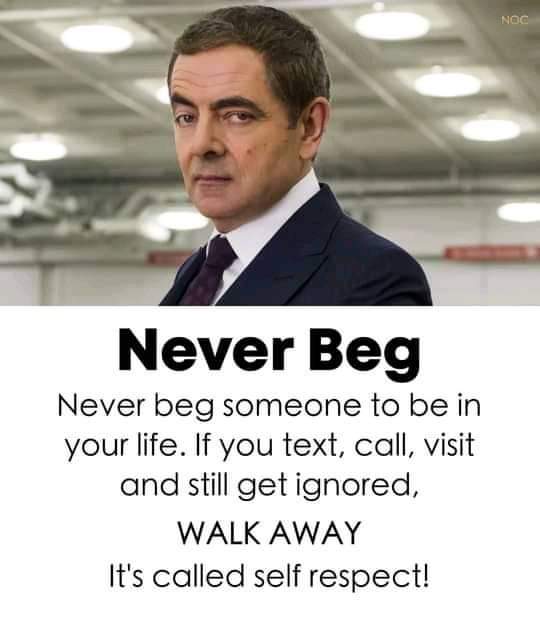 NOC
Never Beg
Never beg someone to be in
your life. If you text, call, visit
and still get ignored,
WALK AWAY
It's called self respect!